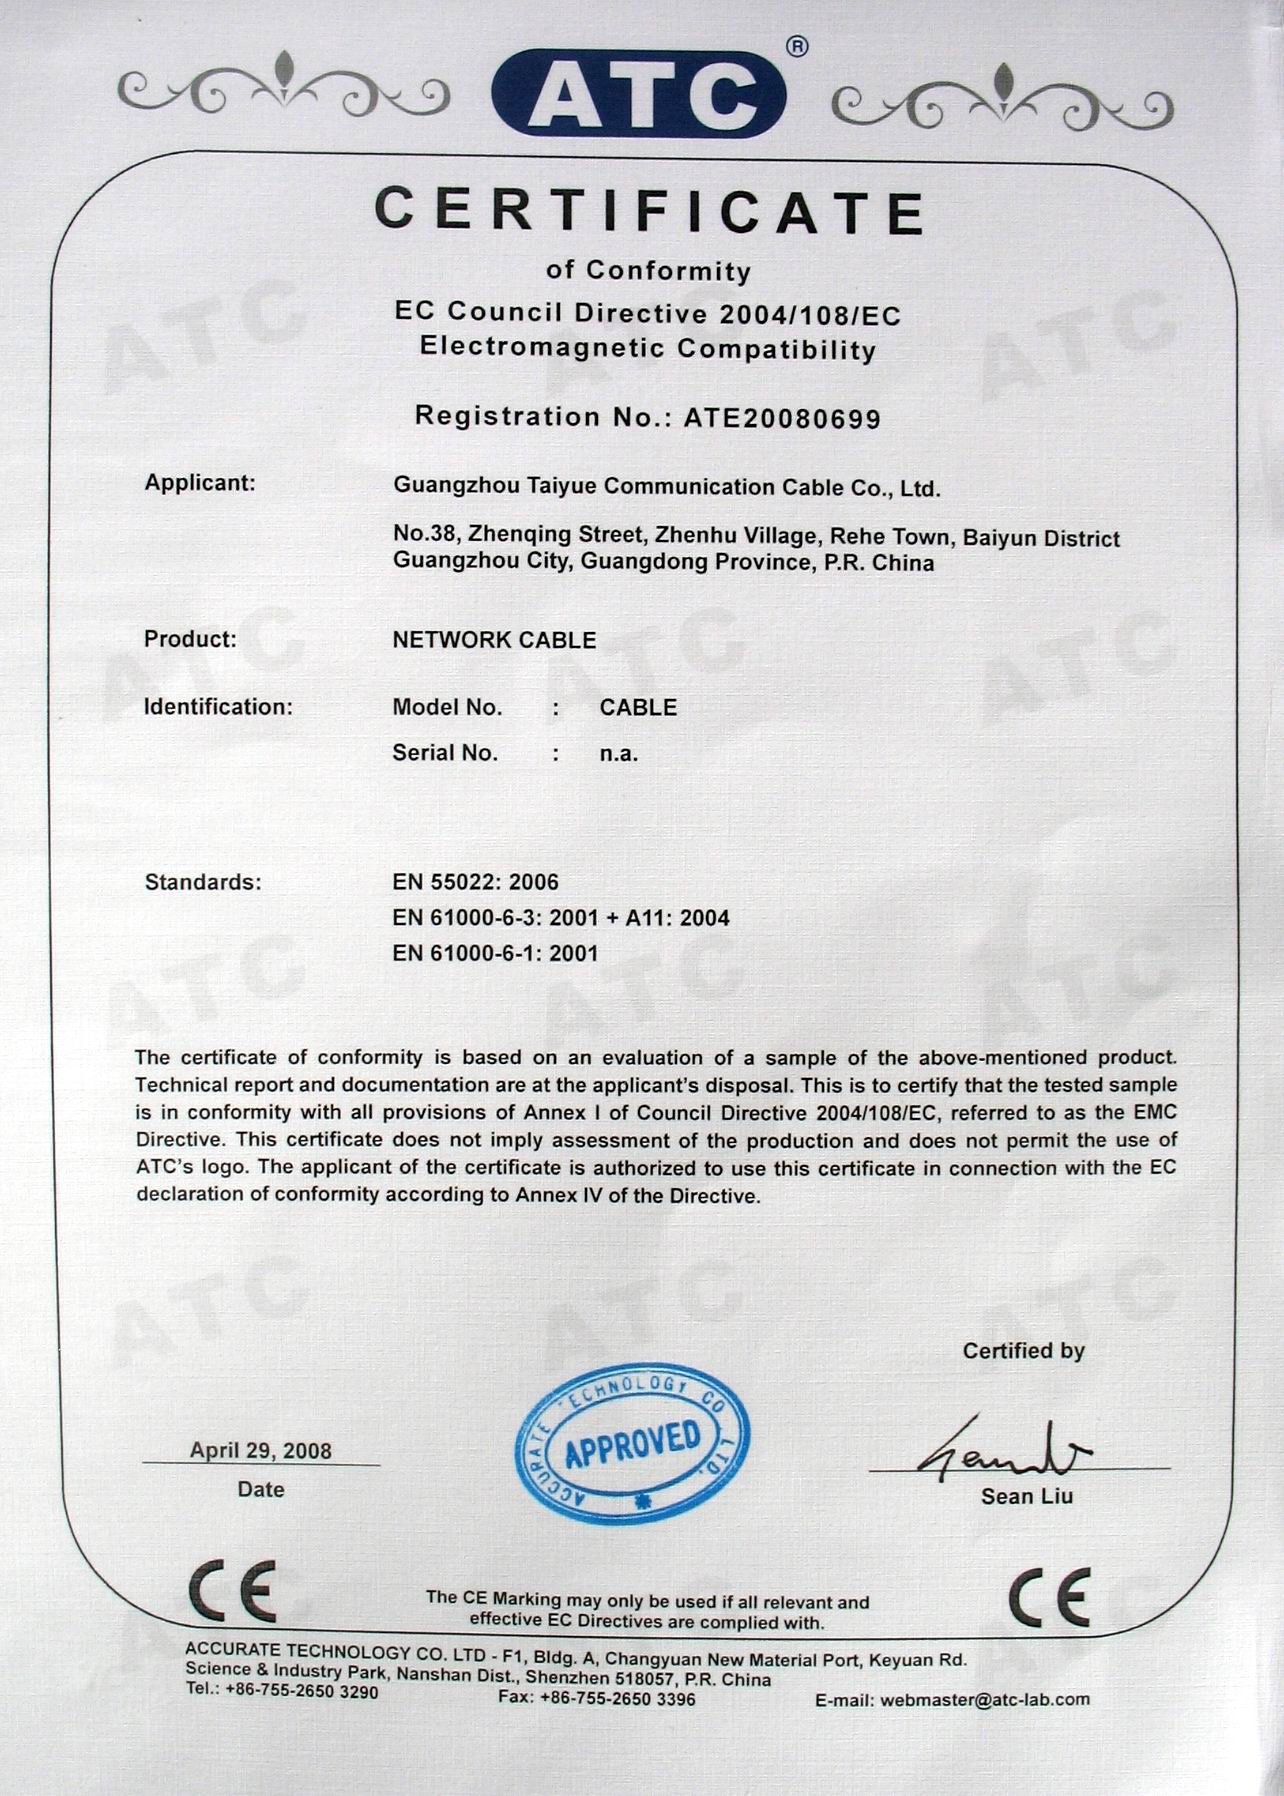 ATC®
CERTIFICATE
of Conformity
EC Council Directive 2004/108/EC
Electromagnetic Compatibility
Registration No.: ATE20080699
Applicant: Guangzhou Taiyue Communication Cable Co., Ltd.
No.38, Zhenqing Street, Zhenhu Village, Rehe Town, Baiyun District
Guangzhou City, Guangdong Province, P.R. China
Product: NETWORK CABLE
Identification: Model No. : CABLE
Serial No. : n.a.
Standards: EN 55022: 2006
EN 61000-6-3: 2001 + A11: 2004
EN 61000-6-1: 2001
The certificate of conformity is based on an evaluation of a sample of the above-mentioned product.
Technical report and documentation are at the applicant's disposal. This is to certify that the tested sample
is in conformity with all provisions of Annex I of Council Directive 2004/108/EC, referred to as the EMC
Directive. This certificate does not imply assessment of the production and does not permit the use of
ATC's logo. The applicant of the certificate is authorized to use this certificate in connection with the EC
declaration of conformity according to Annex IV of the Directive.
Certified by
ACCURATE TECHNOLOGY CO. LTD.
APPROVED
April 29, 2008
Date
Sean Liu
CE
The CE Marking may only be used if all relevant and
effective EC Directives are complied with.
CE
ACCURATE TECHNOLOGY CO. LTD - F1, Bldg. A, Changyuan New Material Port, Keyuan Rd.
Science & Industry Park, Nanshan Dist., Shenzhen 518057, P.R. China
Tel.: +86-755-2650 3290 Fax: +86-755-2650 3396 E-mail: webmaster@atc-lab.com